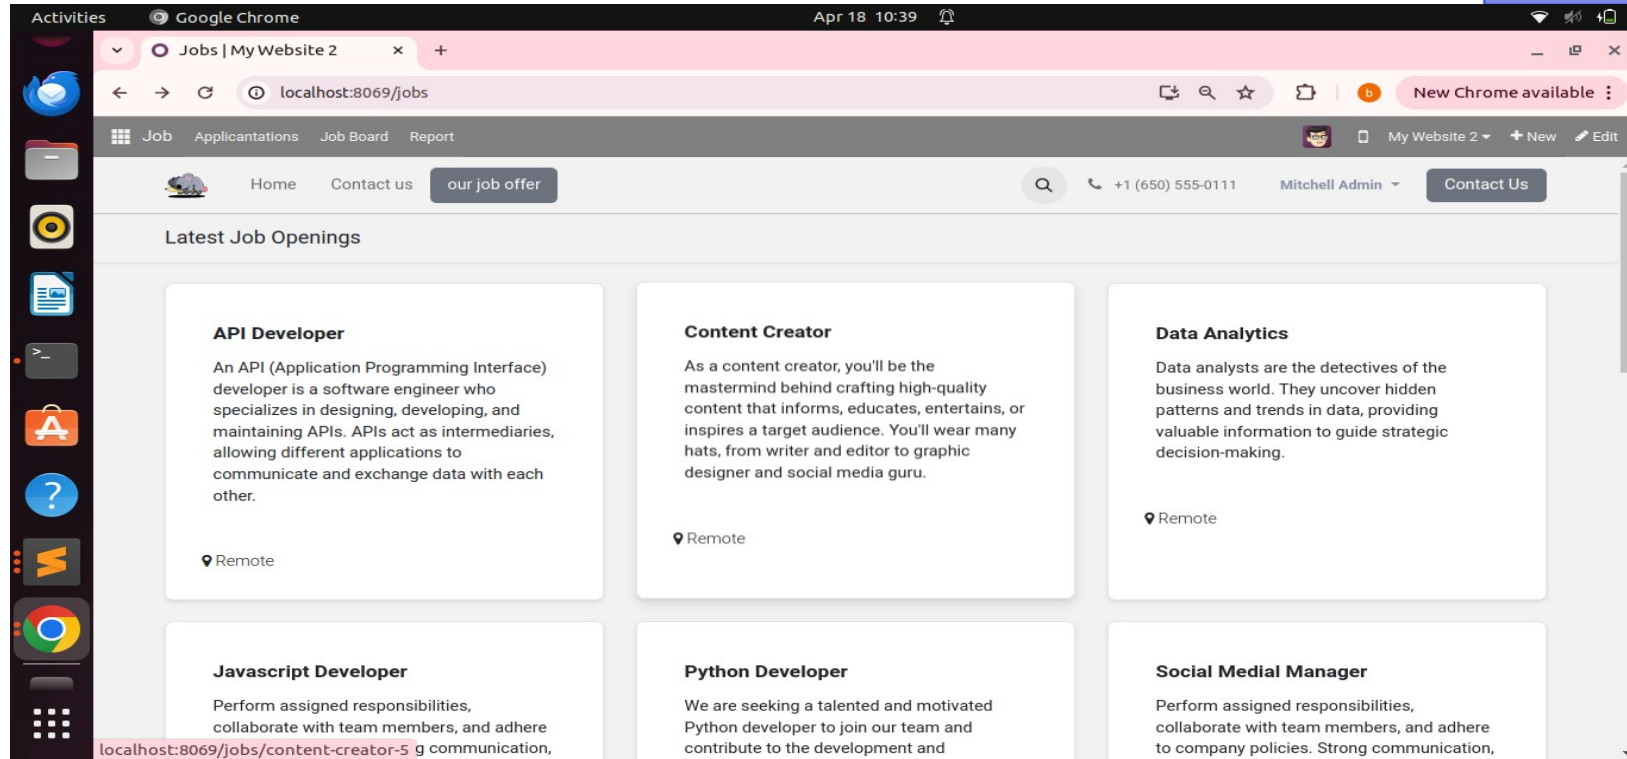 Activities
Google Chrome
Apr 18 10:39
Jobs | My Website 2
localhost:8069/jobs
New Chrome available
Job
Applicantations
Job Board
Report
My Website 2
New
Edit
Home
Contact us
our job offer
+1 (650) 555-0111
Mitchell Admin
Contact Us
Latest Job Openings
API Developer
An API (Application Programming Interface)
developer is a software engineer who
specializes in designing, developing, and
maintaining APIs. APIs act as intermediaries,
allowing different applications to
communicate and exchange data with each
other.
Remote
Content Creator
As a content creator, you'll be the
mastermind behind crafting high-quality
content that informs, educates, entertains, or
inspires a target audience. You'll wear many
hats, from writer and editor to graphic
designer and social media guru.
Remote
Data Analytics
Data analysts are the detectives of the
business world. They uncover hidden
patterns and trends in data, providing
valuable information to guide strategic
decision-making.
Remote
Javascript Developer
Perform assigned responsibilities,
collaborate with team members, and adhere
g communication,
Python Developer
We are seeking a talented and motivated
Python developer to join our team and
contribute to the development and
Social Medial Manager
Perform assigned responsibilities,
collaborate with team members, and adhere
to company policies. Strong communication,
localhost:8069/jobs/content-creator-5